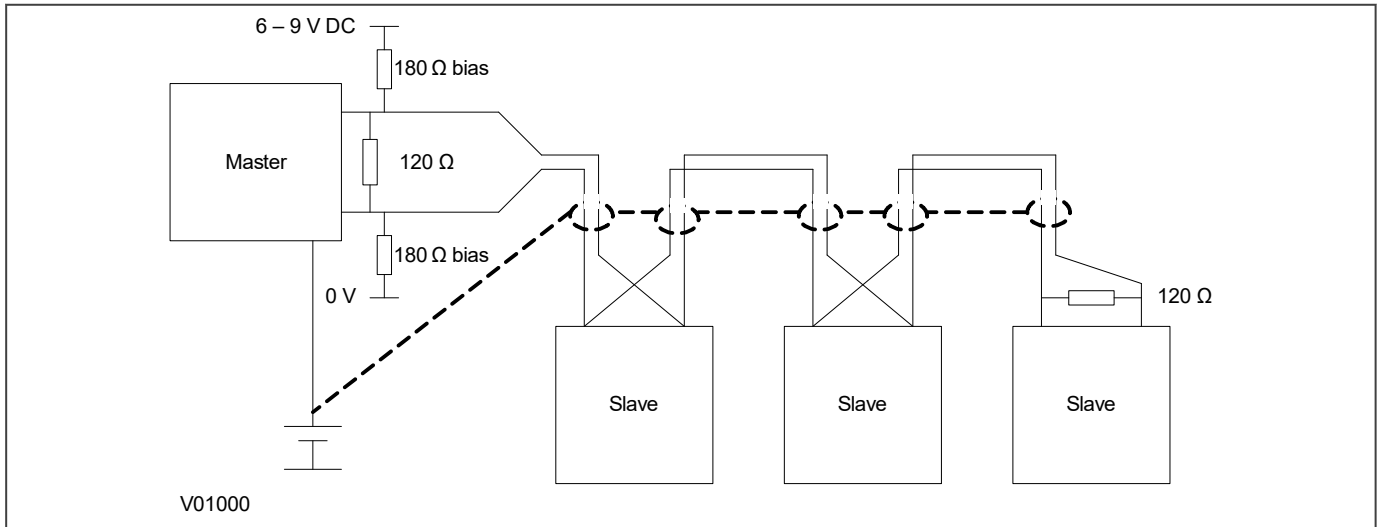 6 – 9 V DC
180 Ω bias
Master
120 Ω
180 Ω bias
0 V
120 Ω
Slave
Slave
Slave
V01000